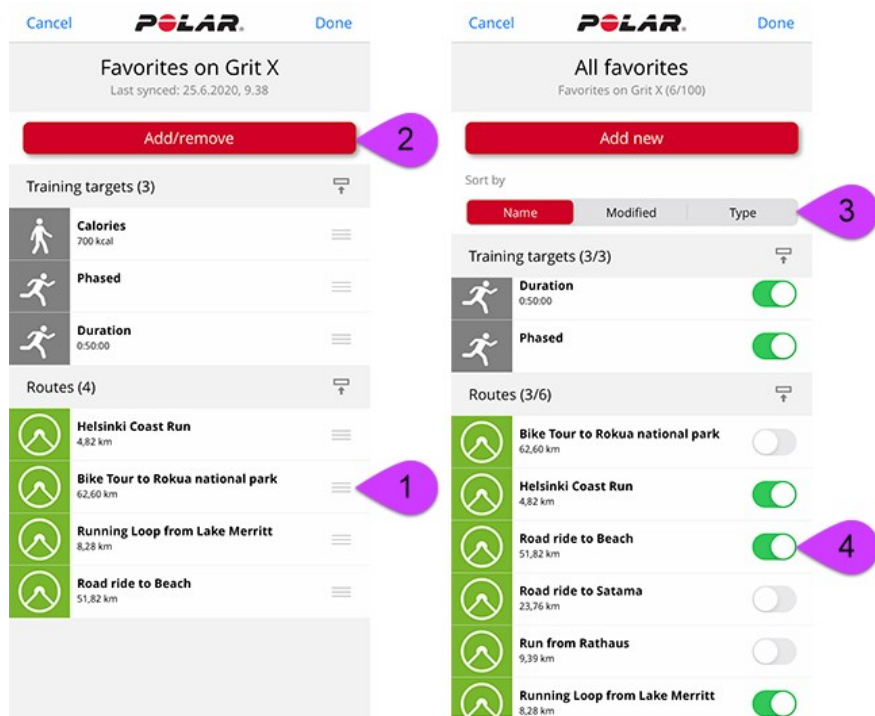 Cancel
POLAR.
Done
Favorites on Grit X
Last synced: 25.6.2020, 9.38
Add/remove
2
Training targets (3)
Calories
700 kcal
Phased
Duration
0:50:00
Routes (4)
Helsinki Coast Run
4,82 km
Bike Tour to Rokua national park
62,60 km
1
Running Loop from Lake Merritt
8,28 km
Road ride to Beach
51,82 km
Cancel
POLAR.
Done
All favorites
Favorites on Grit X (6/100)
Add new
Sort by
Name Modified Type
3
Training targets (3/3)
Duration
0:50:00
Phased
Routes (3/6)
Bike Tour to Rokua national park
62,60 km
Helsinki Coast Run
4,82 km
Road ride to Beach
51,82 km
4
Road ride to Satama
23,76 km
Run from Rathaus
9,39 km
Running Loop from Lake Merritt
8,28 km